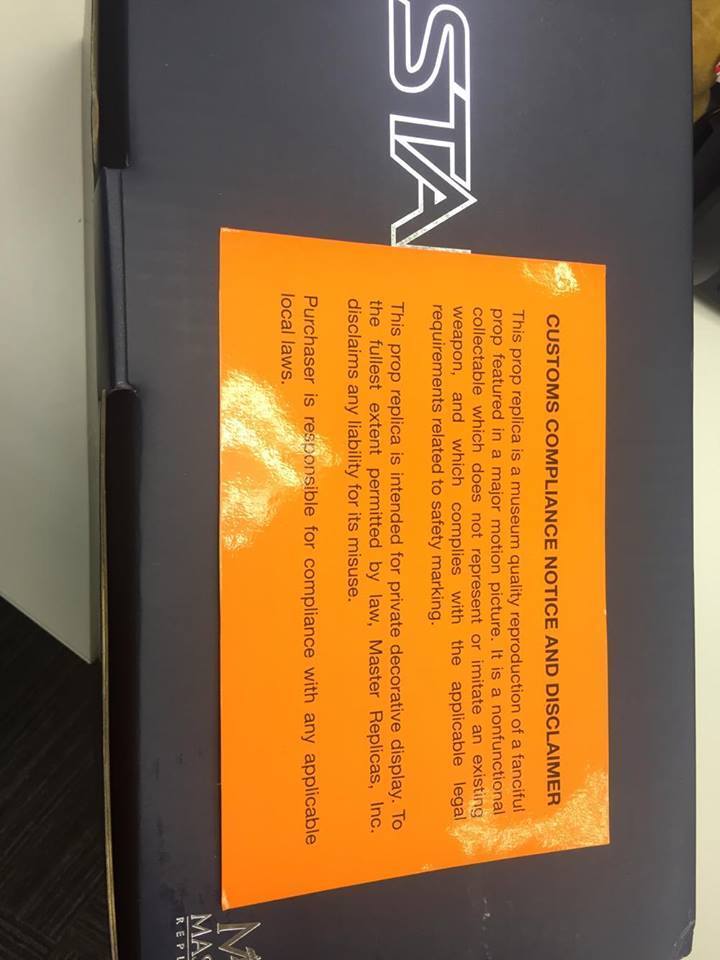 STA
CUSTOMS COMPLIANCE NOTICE AND DISCLAIMER
This prop replica is a museum quality reproduction of a fanciful
prop featured in a major motion picture. It is a nonfunctional
collectable which does not represent or imitate an existing
weapon, and which complies with the applicable legal
requirements related to safety marking.
This prop replica is intended for private decorative display. To
the fullest extent permitted by law, Master Replicas, Inc.
disclaims any liability for its misuse.
Purchaser is responsible for compliance with any applicable
local laws.
M
MAS
REPL